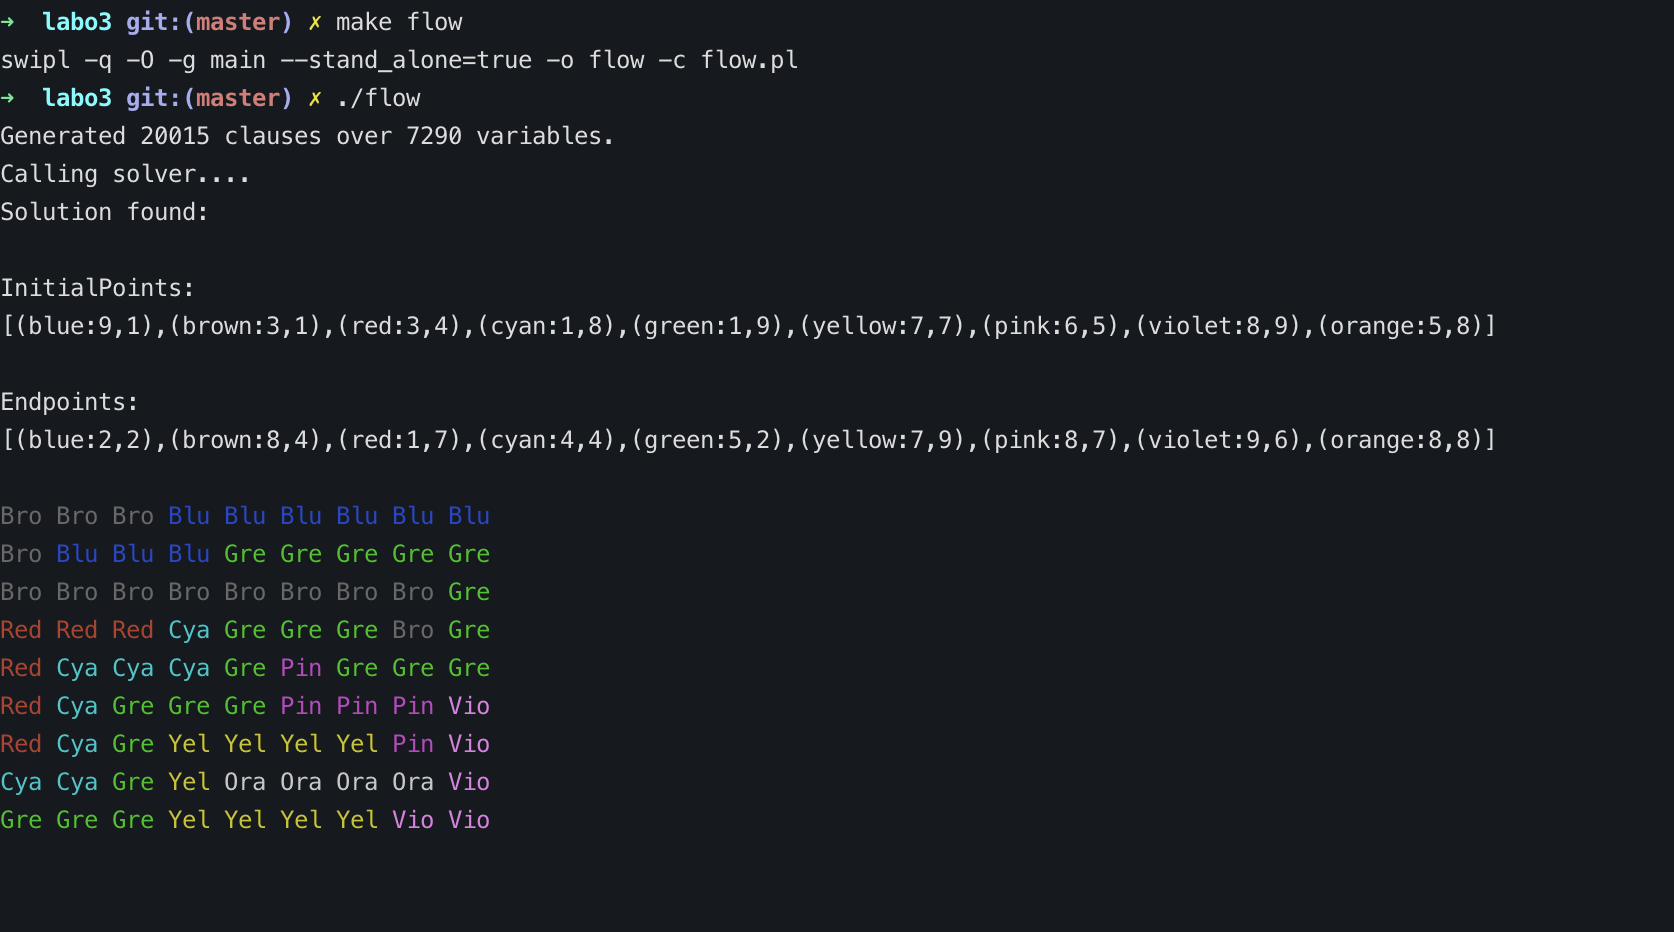 →  labo3 git:(master) ✗ make flow
swipl -q -O -g main --stand_alone=true -o flow -c flow.pl
→  labo3 git:(master) ✗ ./flow
Generated 20015 clauses over 7290 variables.
Calling solver....
Solution found:
InitialPoints:
[(blue:9,1),(brown:3,1),(red:3,4),(cyan:1,8),(green:1,9),(yellow:7,7),(pink:6,5),(violet:8,9),(orange:5,8)]
Endpoints:
[(blue:2,2),(brown:8,4),(red:1,7),(cyan:4,4),(green:5,2),(yellow:7,9),(pink:8,7),(violet:9,6),(orange:8,8)]
Bro Bro Bro Blu Blu Blu Blu Blu Blu
Bro Blu Blu Blu Gre Gre Gre Gre Gre
Bro Bro Bro Bro Bro Bro Bro Bro Gre
Red Red Red Cya Gre Gre Gre Bro Gre
Red Cya Cya Cya Gre Pin Gre Gre Gre
Red Cya Gre Gre Gre Pin Pin Pin Vio
Red Cya Gre Yel Yel Yel Yel Pin Vio
Cya Cya Gre Yel Ora Ora Ora Ora Vio
Gre Gre Gre Yel Yel Yel Yel Vio Vio